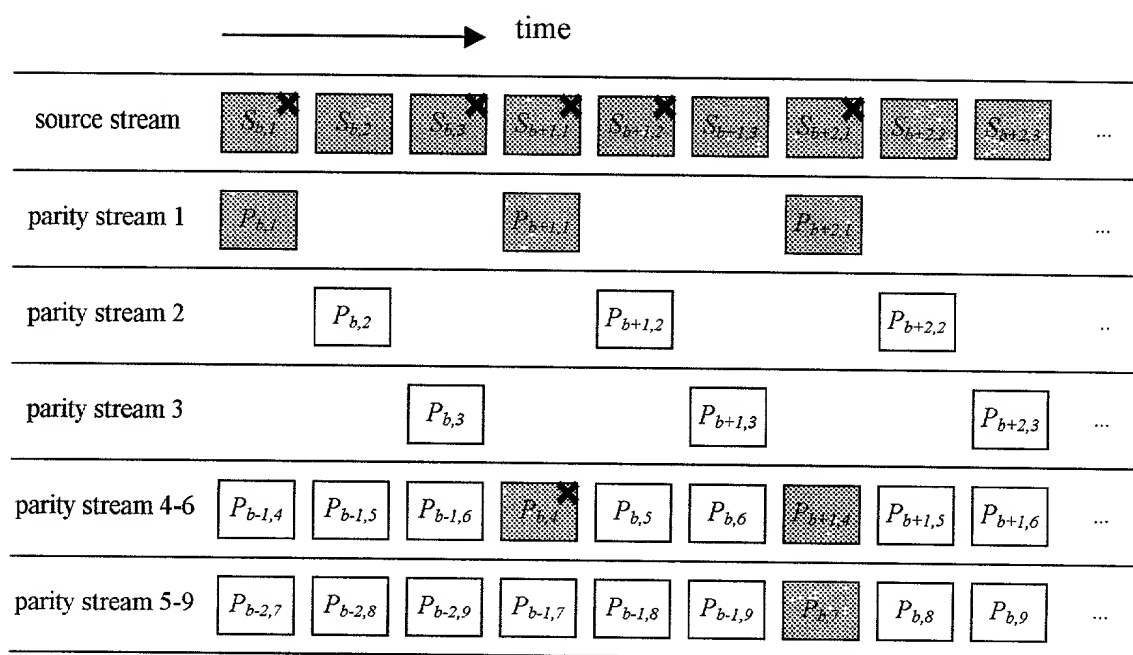 time
source stream S_{b,1} S_{b,2} S_{b,3} S_{b+1,1} S_{b+1,2} S_{b+1,3} S_{b+2,1} S_{b+2,2} S_{b+2,3} ...
parity stream 1 P_{b,1} P_{b+1,1} P_{b+2,1} ...
parity stream 2 P_{b,2} P_{b+1,2} P_{b+2,2} ..
parity stream 3 P_{b,3} P_{b+1,3} P_{b+2,3} ...
parity stream 4-6 P_{b-1,4} P_{b-1,5} P_{b-1,6} P_{b,4} P_{b,5} P_{b,6} P_{b+1,4} P_{b+1,5} P_{b+1,6} ...
parity stream 5-9 P_{b-2,7} P_{b-2,8} P_{b-2,9} P_{b-1,7} P_{b-1,8} P_{b-1,9} P_{b,7} P_{b,8} P_{b,9} ...